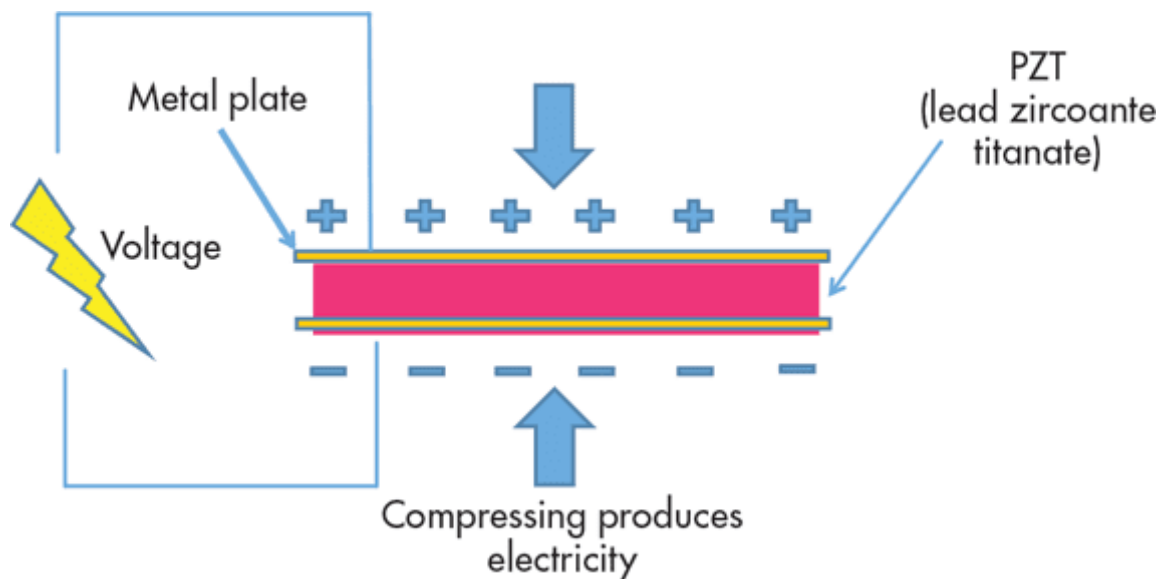 Metal plate
PZT
(lead zircoante
titanate)
Voltage
Compressing produces
electricity